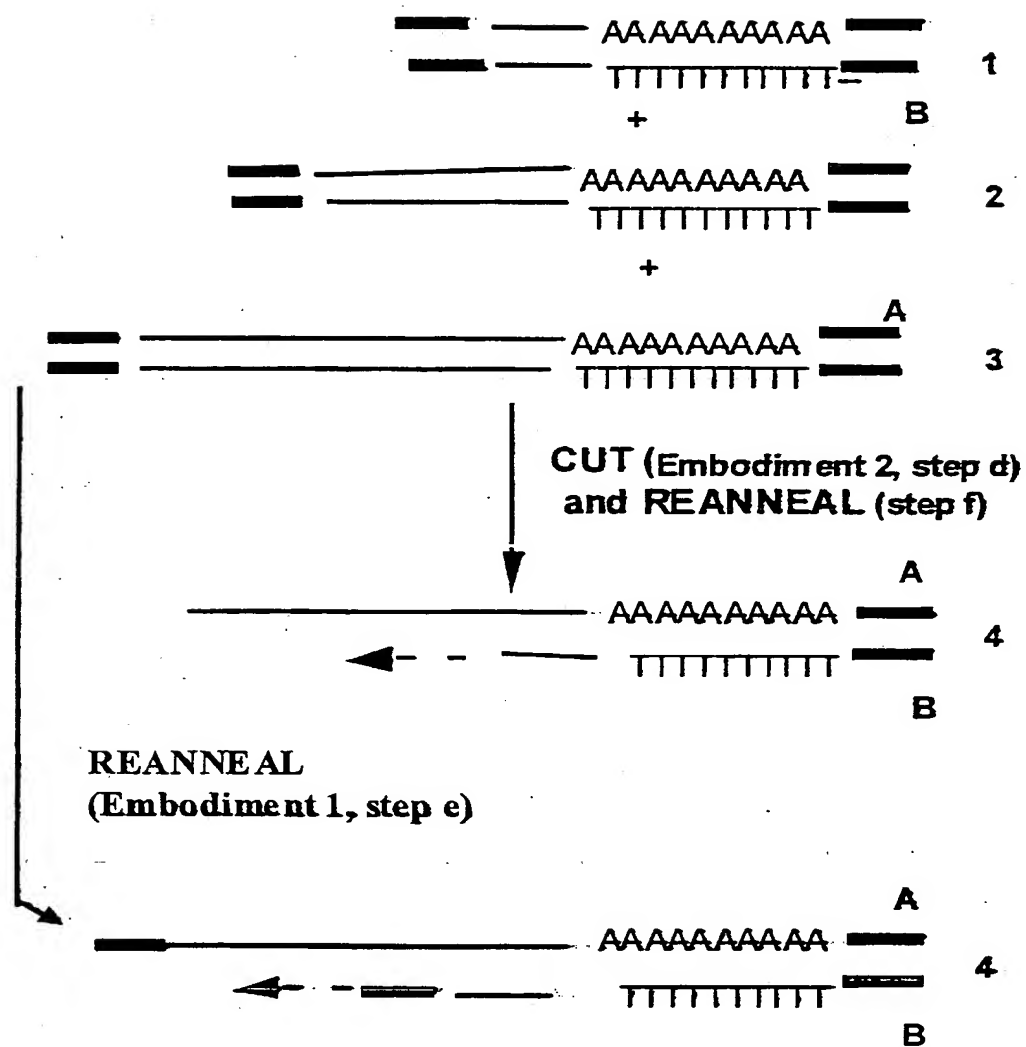 AAAAAAAAAA
1
TTTTTTTTTTT
B
+
AAAAAAAAAA
2
TTTTTTTTTTT
+
A
AAAAAAAAAA
3
TTTTTTTTTTT
CUT (Embodiment 2, step d)
and REANNEAL (step f)
A
AAAAAAAAAA
4
TTTTTTTTTT
B
REANNEAL
(Embodiment 1, step e)
A
AAAAAAAAAA
4
TTTTTTTTTT
B